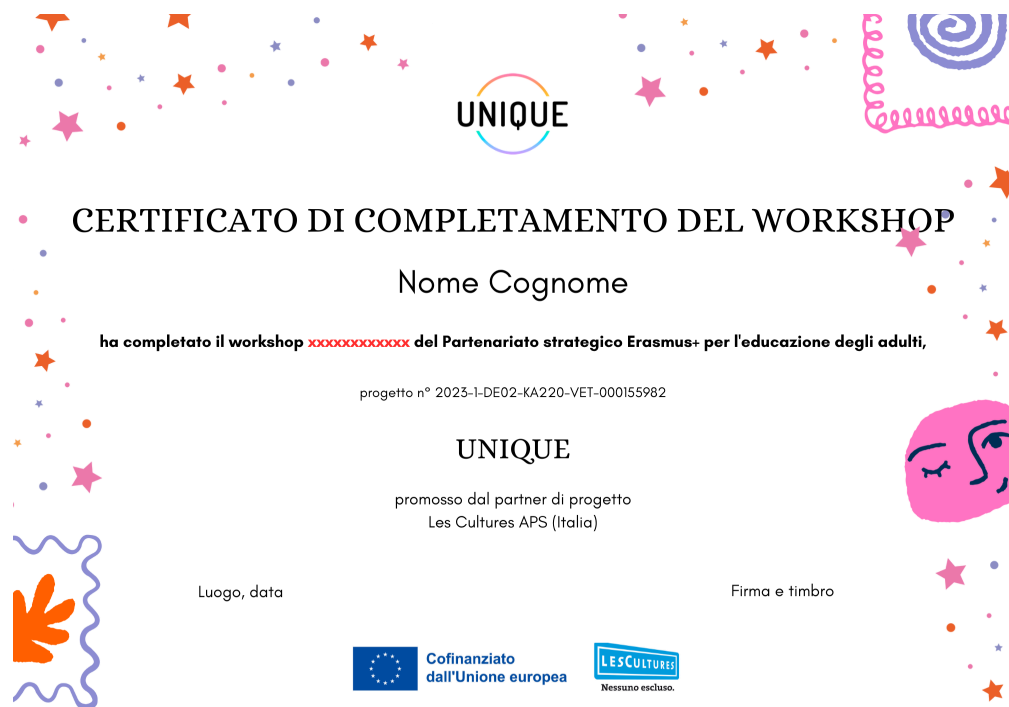 UNIQUE
CERTIFICATO DI COMPLETAMENTO DEL WORKSHOP
Nome Cognome
ha completato il workshop xxxxxxxxxxxx del Partenariato strategico Erasmus+ per l'educazione degli adulti,
progetto n° 2023-1-DE02-KA220-VET-000155982
UNIQUE
promosso dal partner di progetto
Les Cultures APS (Italia)
Luogo, data
Firma e timbro
Cofinanziato
dall'Unione europea
LESCULTURES
Nessuno escluso.